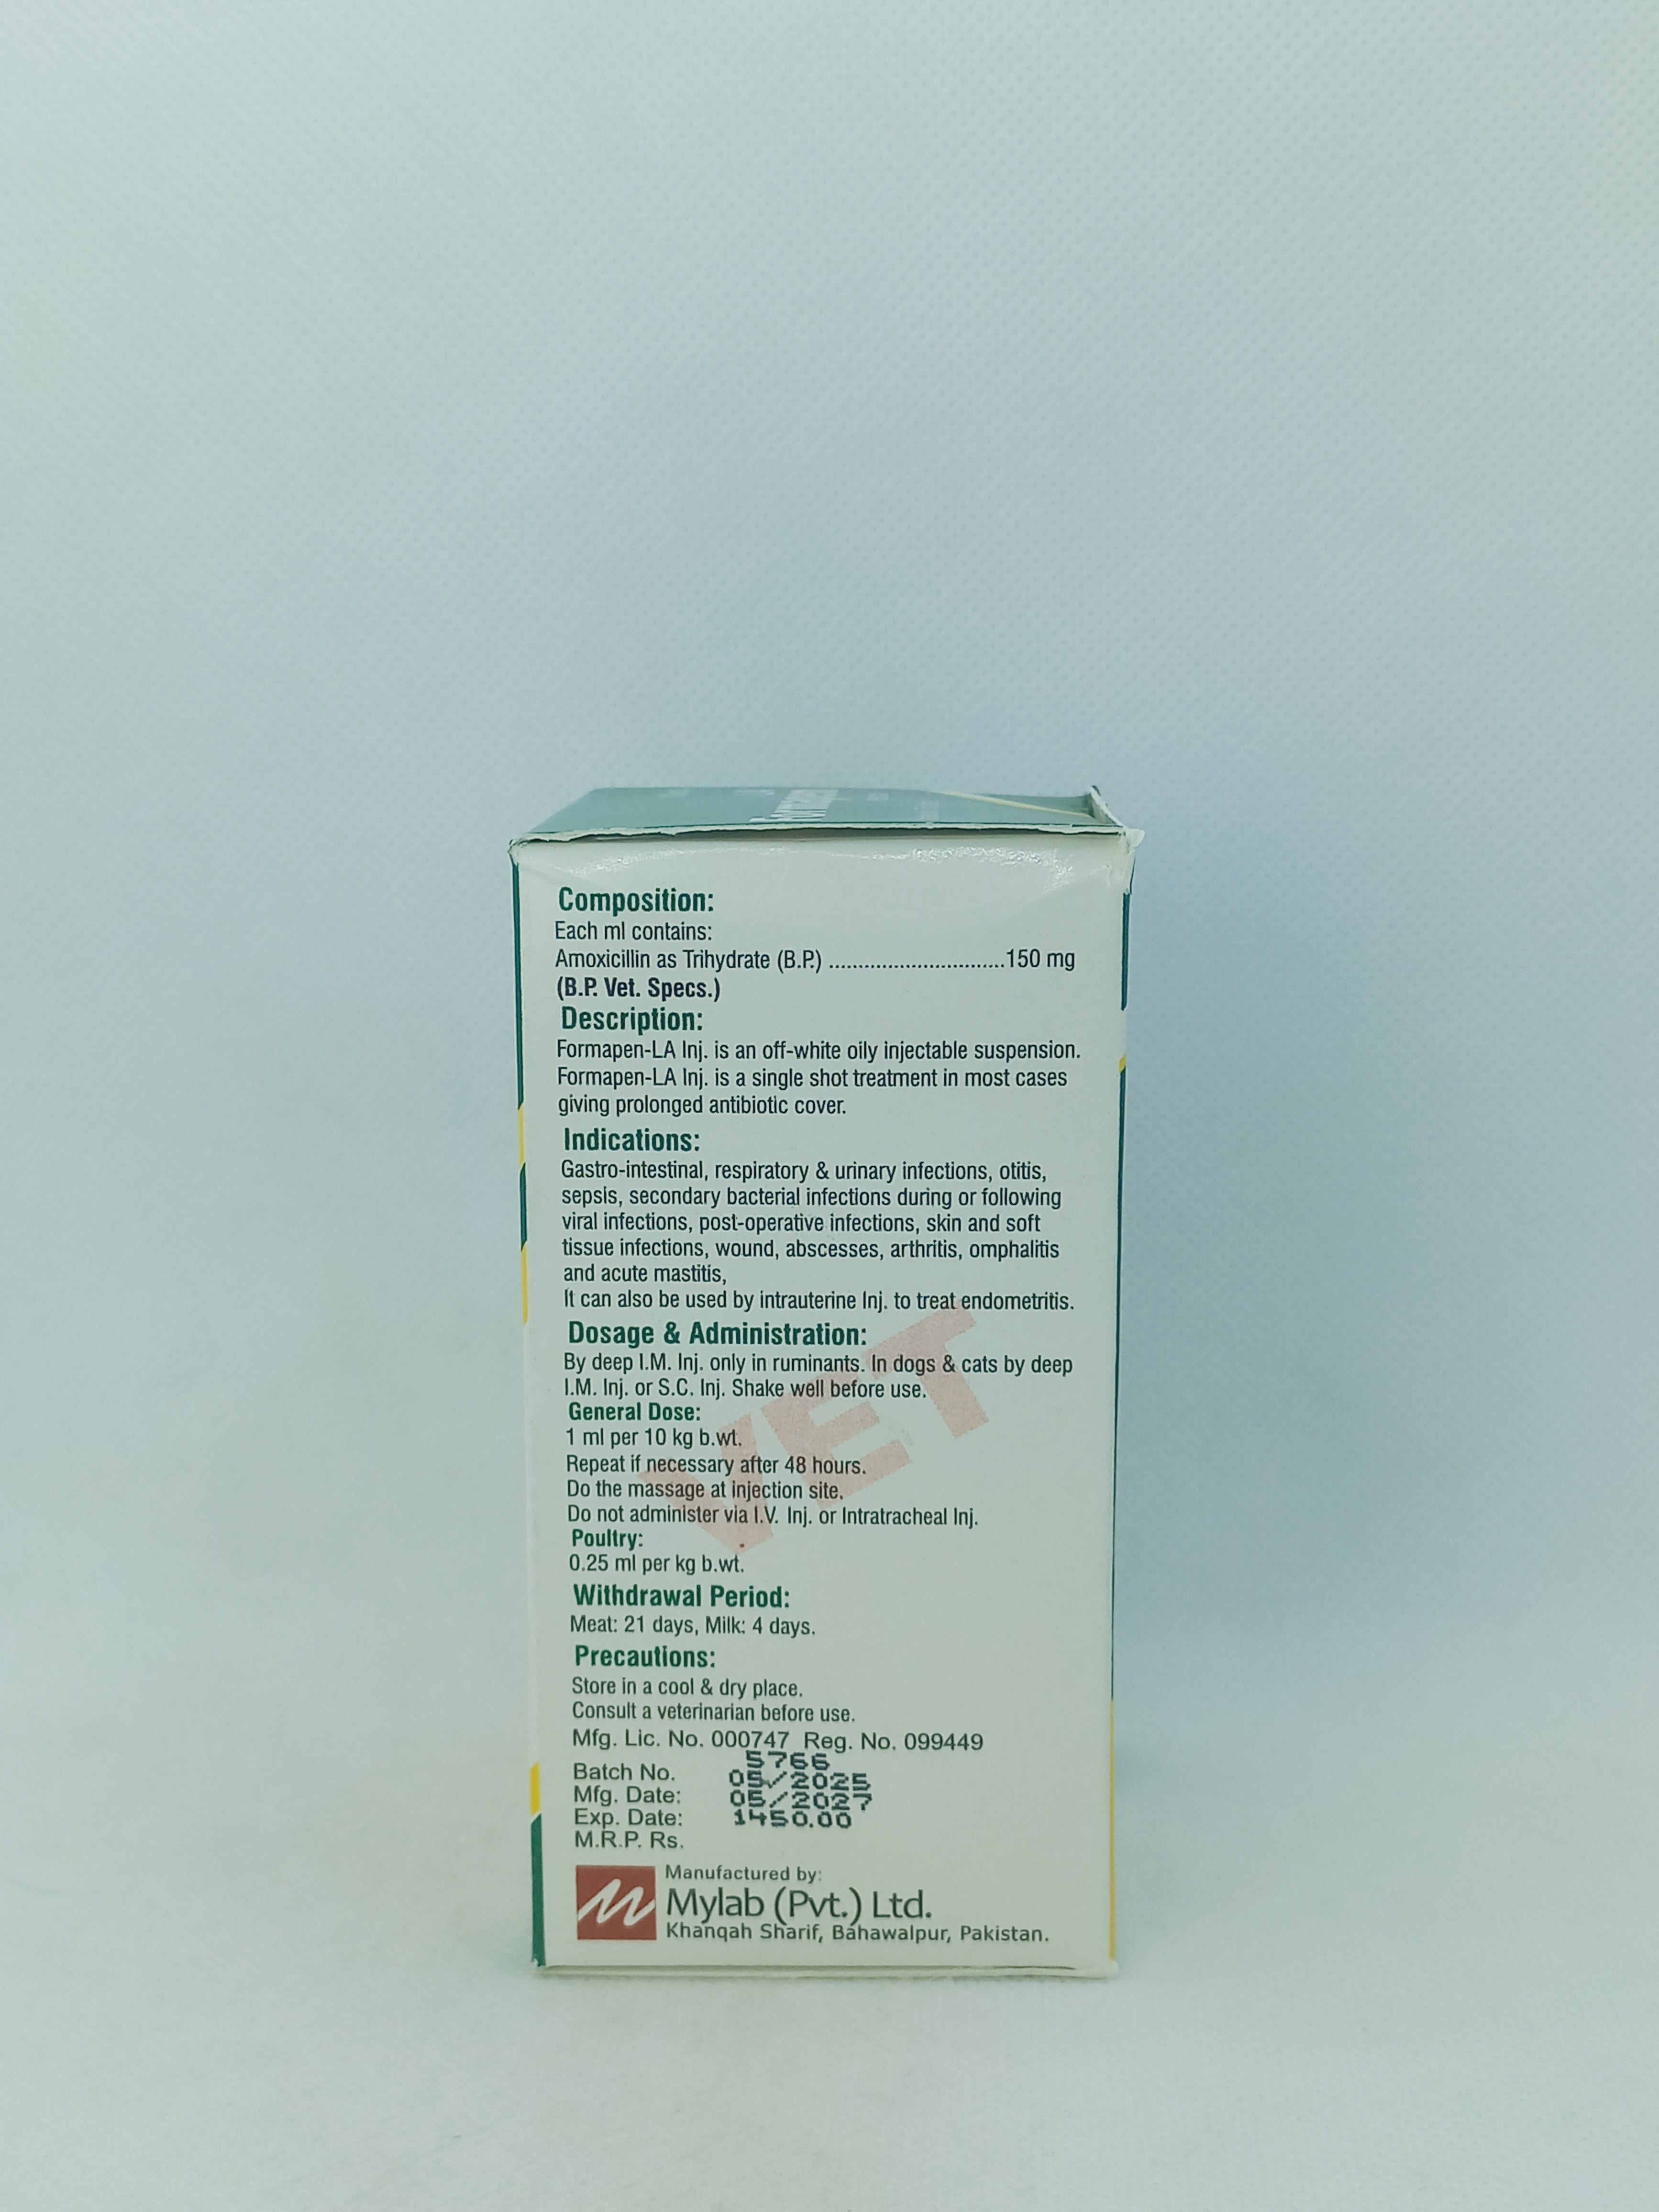 Composition:
Each ml contains:
Amoxicillin as Trihydrate (B.P.) ..............................150 mg
(B.P. Vet. Specs.)
Description:
Formapen-LA Inj. is an off-white oily injectable suspension.
Formapen-LA Inj. is a single shot treatment in most cases
giving prolonged antibiotic cover.
Indications:
Gastro-intestinal, respiratory & urinary infections, otitis,
sepsis, secondary bacterial infections during or following
viral infections, post-operative infections, skin and soft
tissue infections, wound, abscesses, arthritis, omphalitis
and acute mastitis,
It can also be used by intrauterine Inj. to treat endometritis.
Dosage & Administration:
By deep I.M. Inj. only in ruminants. In dogs & cats by deep
I.M. Inj. or S.C. Inj. Shake well before use.
General Dose:
1 ml per 10 kg b.wt.
Repeat if necessary after 48 hours.
Do the massage at injection site.
Do not administer via I.V. Inj. or Intratracheal Inj.
VET
Poultry:
0.25 ml per kg b.wt.
Withdrawal Period:
Meat: 21 days, Milk: 4 days.
Precautions:
Store in a cool & dry place.
Consult a veterinarian before use.
Mfg. Lic. No. 000747 Reg. No. 099449
Batch No. 5766
Mfg. Date: 05/2025
Exp. Date: 05/2027
M.R.P. Rs. 1450.00
Manufactured by:
Mylab (Pvt.) Ltd.
Khanqah Sharif, Bahawalpur, Pakistan.